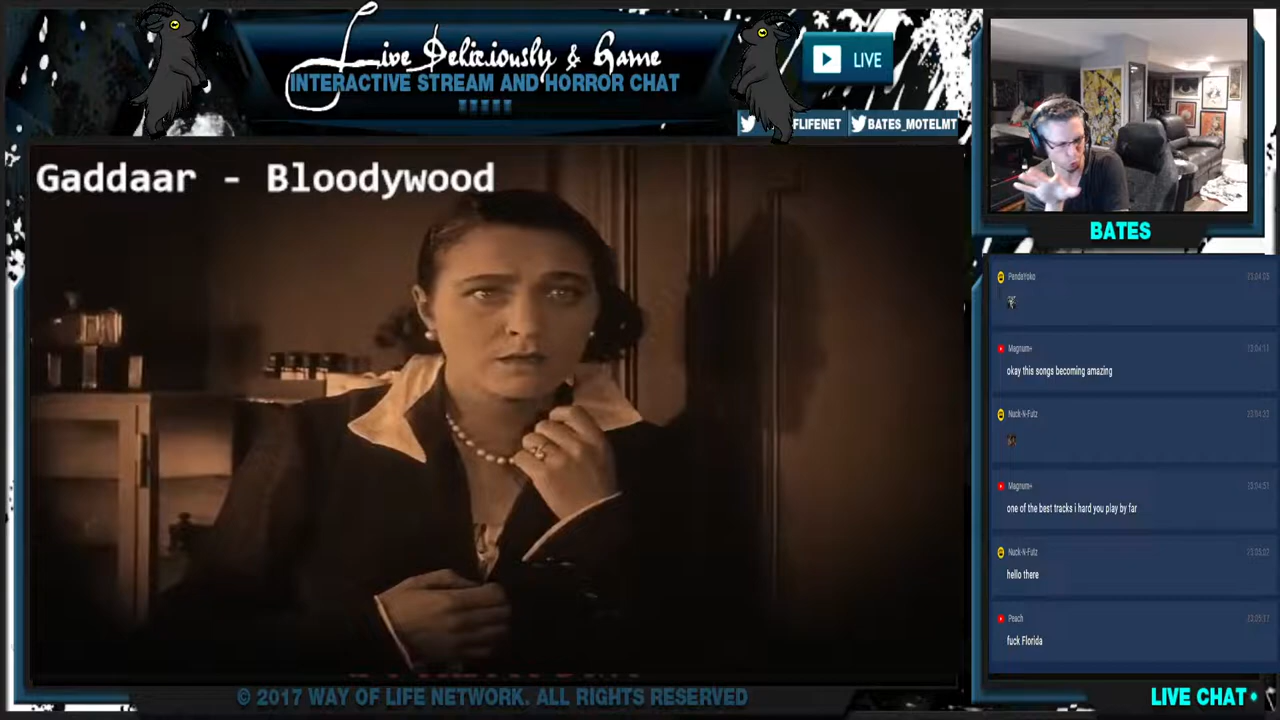 Live Deliciously & Game
INTERACTIVE STREAM AND HORROR CHAT
LIVE
FLIFENET
BATES_MOTELMT
Gaddaar - Bloodywood
BATES
PandaYoko
Magnum+
okay this songs becoming amazing
Nuck-N-Futz
Magnum+
one of the best tracks i hard you play by far
Nuck-N-Futz
hello there
Peach
fuck Florida
© 2017 WAY OF LIFE NETWORK. ALL RIGHTS RESERVED
LIVE CHAT